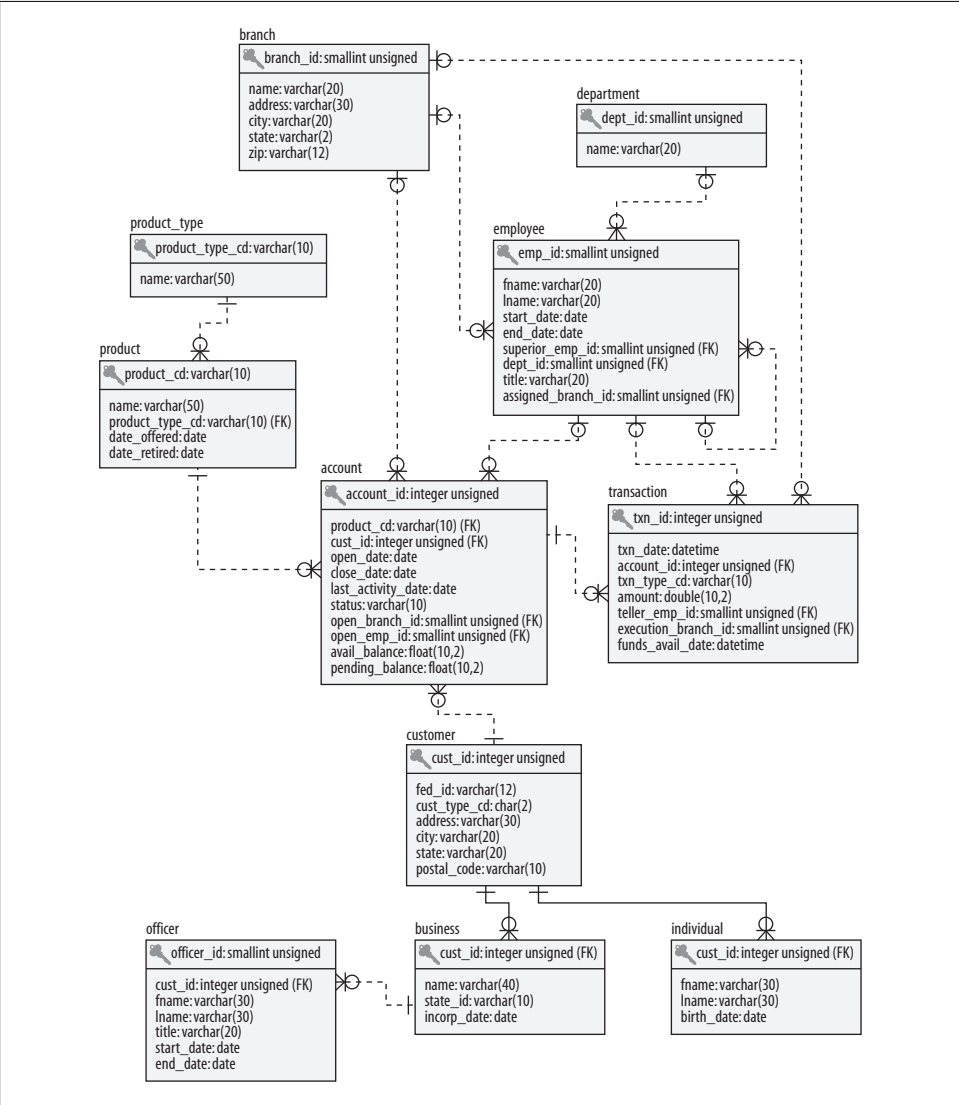 branch
branch_id: smallint unsigned
name: varchar(20)
address: varchar(30)
city: varchar(20)
state: varchar(2)
zip: varchar(12)
department
dept_id: smallint unsigned
name: varchar(20)
product_type
product_type_cd: varchar(10)
name: varchar(50)
employee
emp_id: smallint unsigned
fname: varchar(20)
lname: varchar(20)
start_date: date
end_date: date
superior_emp_id: smallint unsigned (FK)
dept_id: smallint unsigned (FK)
title: varchar(20)
assigned_branch_id: smallint unsigned (FK)
product
product_cd: varchar(10)
name: varchar(50)
product_type_cd: varchar(10) (FK)
date_offered: date
date_retired: date
account
account_id: integer unsigned
product_cd: varchar(10) (FK)
cust_id: integer unsigned (FK)
open_date: date
close_date: date
last_activity_date: date
status: varchar(10)
open_branch_id: smallint unsigned (FK)
open_emp_id: smallint unsigned (FK)
avail_balance: float(10,2)
pending_balance: float(10,2)
transaction
txn_id: integer unsigned
txn_date: datetime
account_id: integer unsigned (FK)
txn_type_cd: varchar(10)
amount: double(10,2)
teller_emp_id: smallint unsigned (FK)
execution_branch_id: smallint unsigned (FK)
funds_avail_date: datetime
customer
cust_id: integer unsigned
fed_id: varchar(12)
cust_type_cd: char(2)
address: varchar(30)
city: varchar(20)
state: varchar(20)
postal_code: varchar(10)
officer
officer_id: smallint unsigned
cust_id: integer unsigned (FK)
fname: varchar(30)
lname: varchar(30)
title: varchar(20)
start_date: date
end_date: date
business
cust_id: integer unsigned (FK)
name: varchar(40)
state_id: varchar(10)
incorp_date: date
individual
cust_id: integer unsigned (FK)
fname: varchar(30)
lname: varchar(30)
birth_date: date